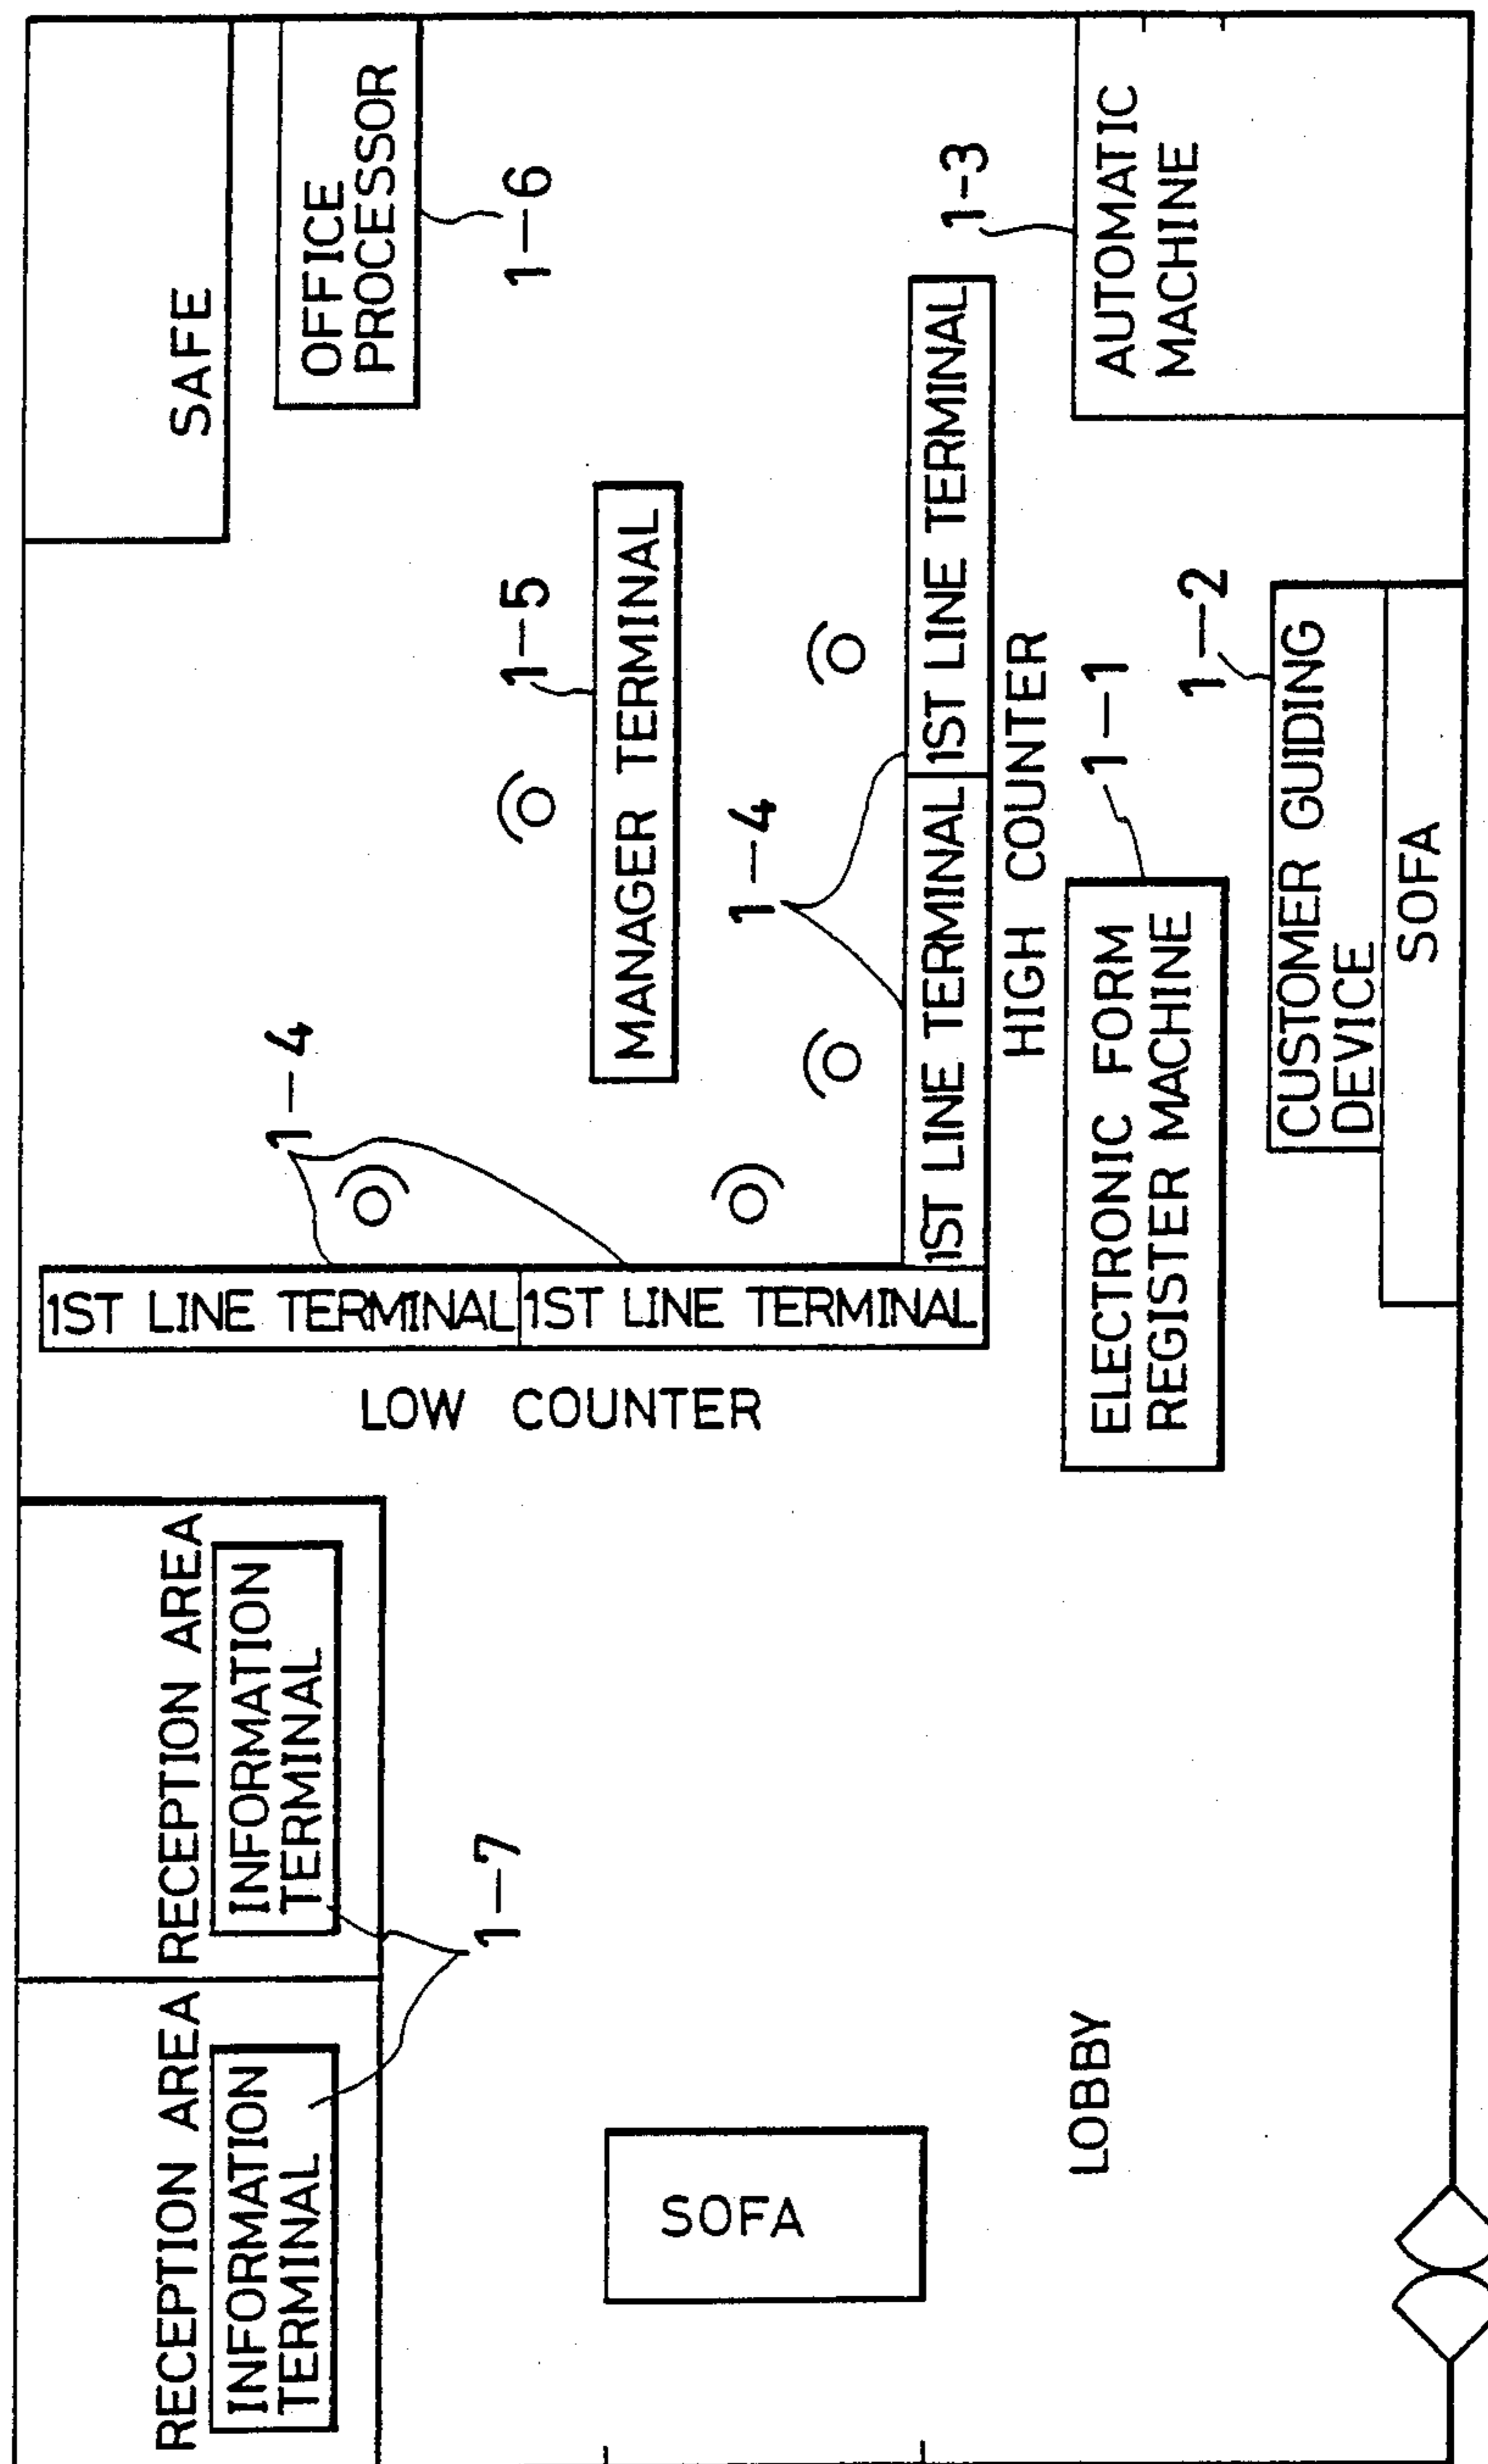 RECEPTION AREA
INFORMATION
TERMINAL
RECEPTION AREA
INFORMATION
TERMINAL
1-7
SOFA
LOBBY
1ST LINE TERMINAL
1ST LINE TERMINAL
LOW COUNTER
1-4
SAFE
OFFICE
PROCESSOR
1-6
1-5
MANAGER TERMINAL
1-4
1ST LINE TERMINAL
1ST LINE TERMINAL
HIGH COUNTER
1-3
AUTOMATIC
MACHINE
1-1
ELECTRONIC FORM
REGISTER MACHINE
1-2
CUSTOMER GUIDING
DEVICE
SOFA